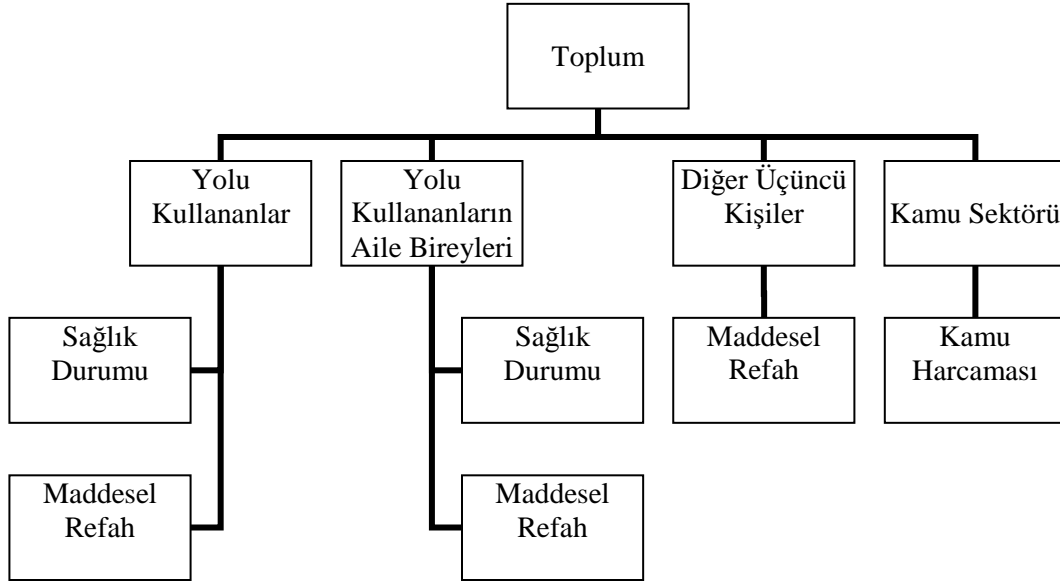 Toplum
Yolu
Kullananlar
Yolu
Kullananların
Aile Bireyleri
Diğer Üçüncü
Kişiler
Kamu Sektörü
Sağlık
Durumu
Sağlık
Durumu
Maddesel
Refah
Kamu
Harcaması
Maddesel
Refah
Maddesel
Refah